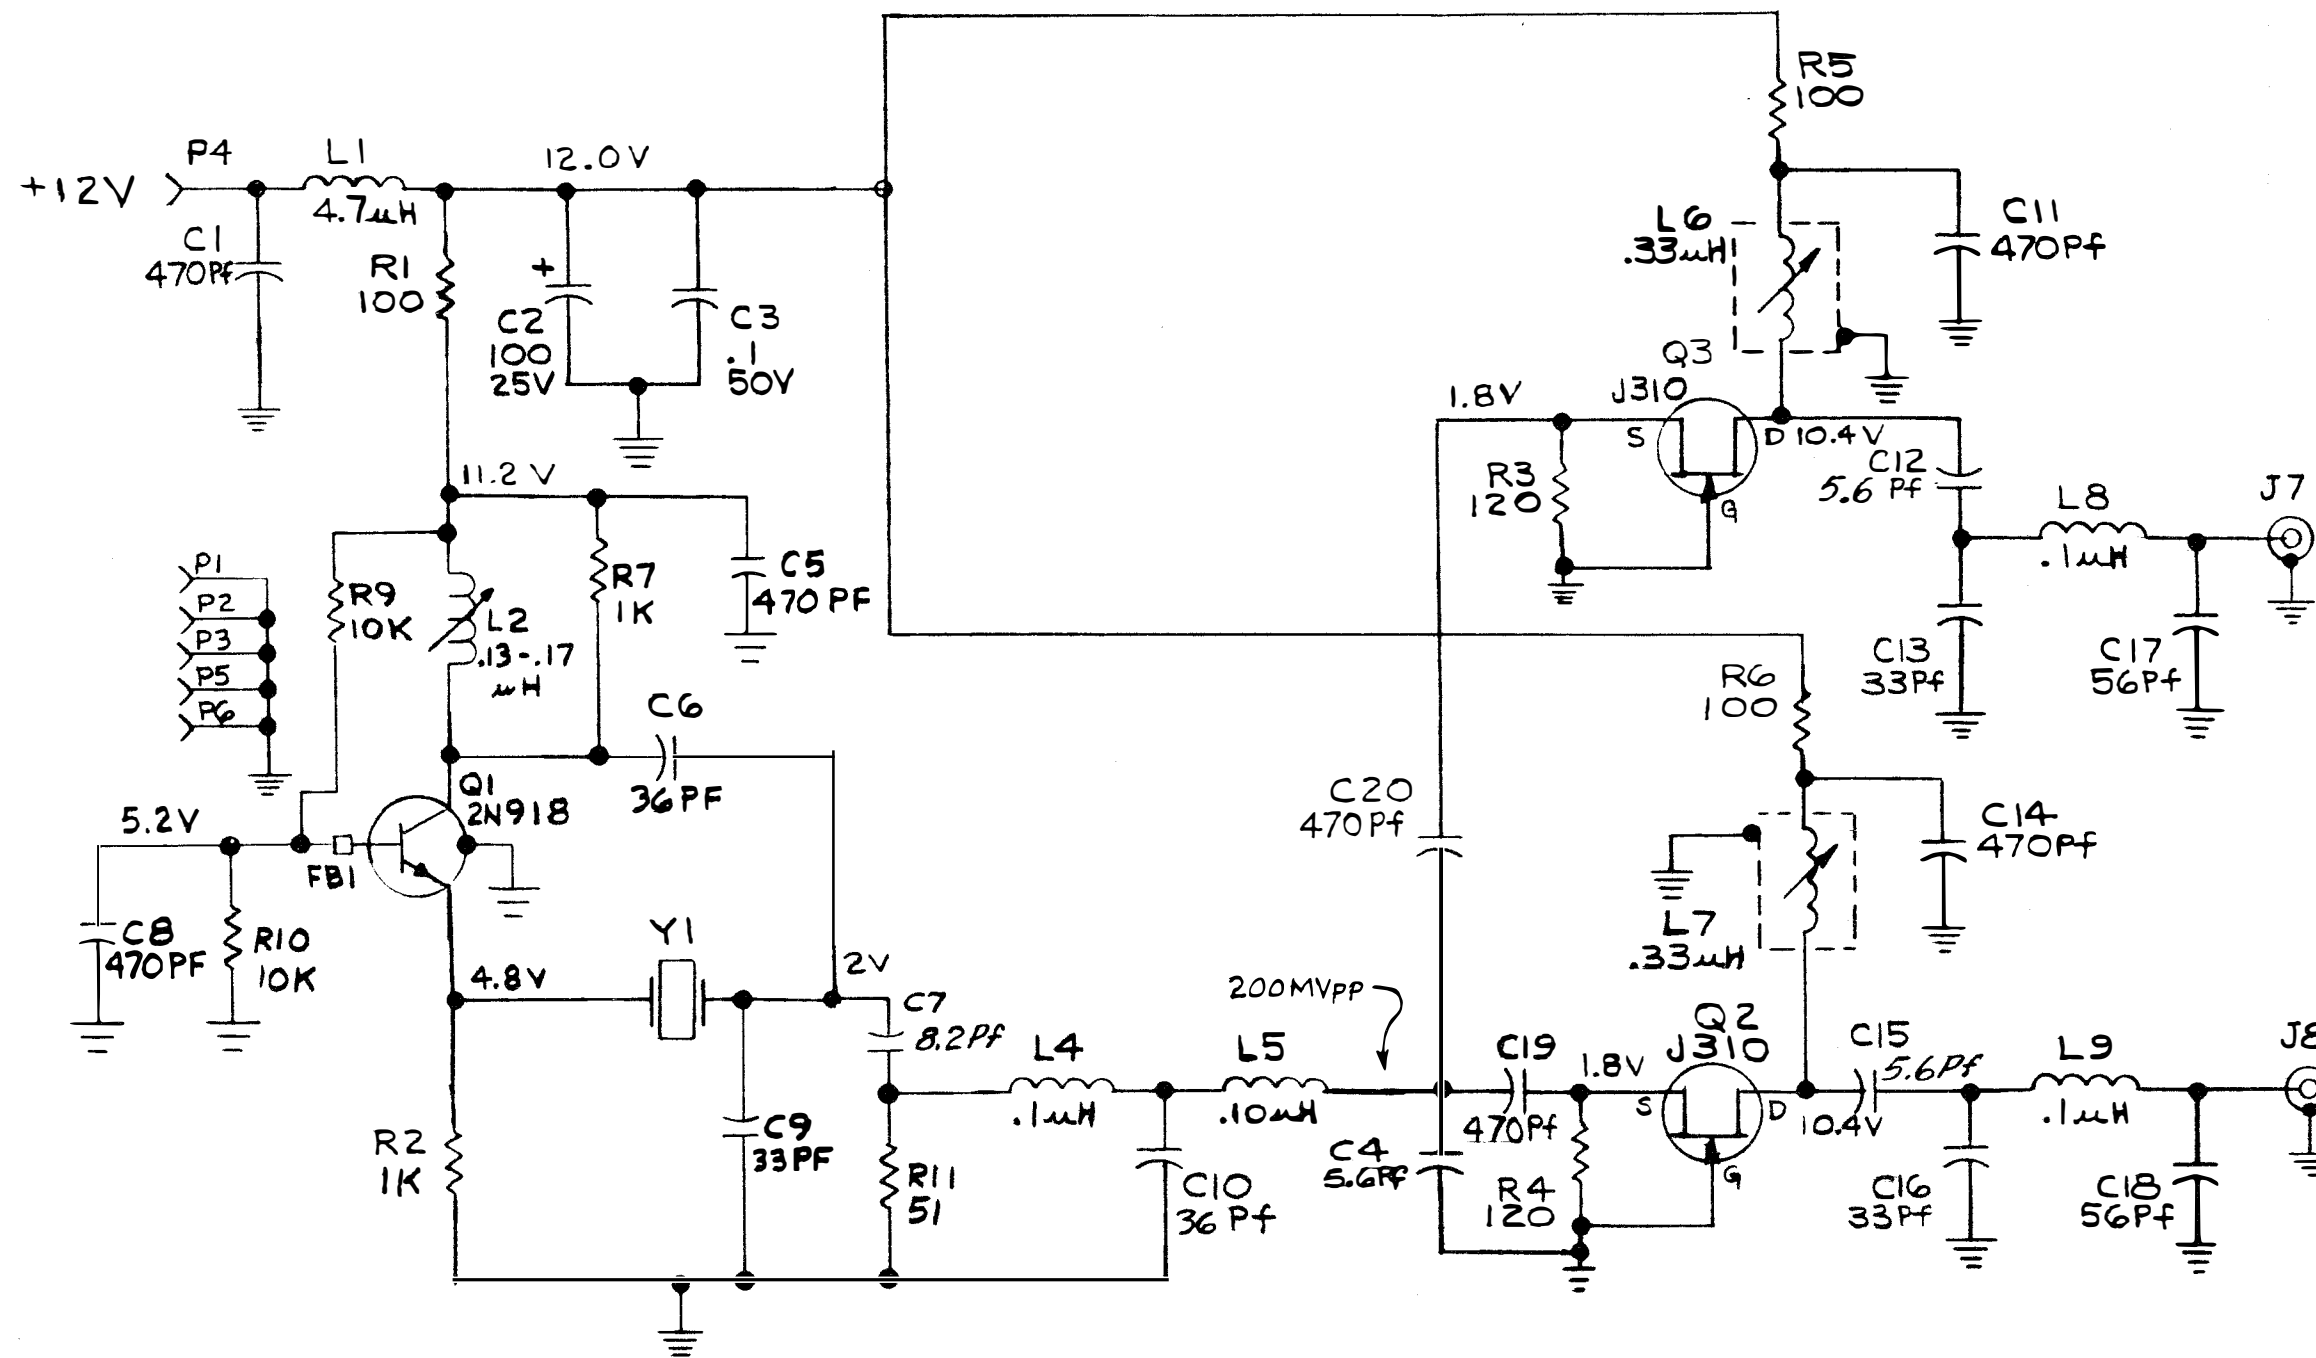 +12V
P4
C1
470Pf
L1
4.7uH
12.0V
R1
100
+
C2
100
25V
C3
.1
50V
R5
100
L6
.33uH
C11
470Pf
Q3
J310
1.8V
S
D
10.4V
G
R3
120
C12
5.6 Pf
L8
.1uH
J7
C13
33Pf
C17
56Pf
11.2 V
P1
P2
P3
P5
P6
R9
10K
L2
.13-.17
uH
R7
1K
C5
470 PF
C6
36PF
Q1
2N918
5.2V
FB1
C8
470PF
R10
10K
4.8V
Y1
2V
C7
8.2Pf
R2
1K
C9
33PF
R11
51
L4
.1uH
L5
.10uH
C10
36 Pf
200MVPP
C20
470Pf
C4
5.6Pf
C19
470Pf
1.8V
R6
100
C14
470Pf
L7
.33uH
Q2
J310
S
D
10.4V
G
R4
120
C15
5.6Pf
L9
.1uH
J8
C16
33Pf
C18
56Pf